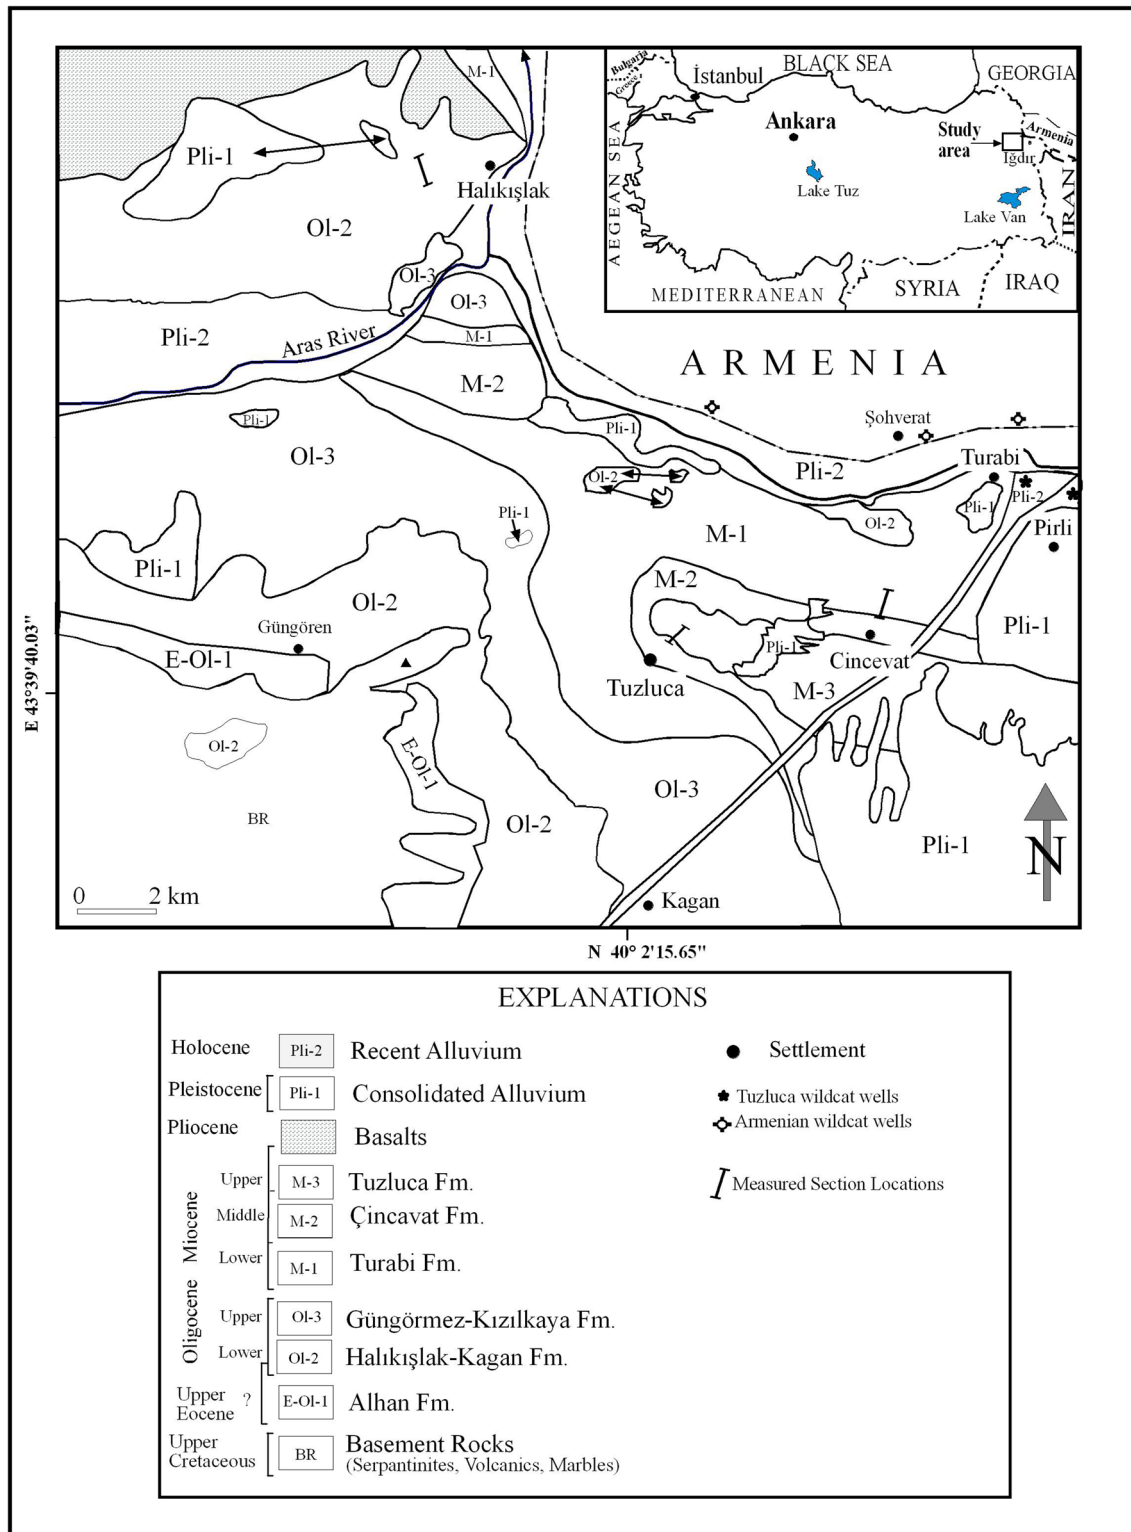 Bulgaria
Greece
İstanbul
BLACK SEA
GEORGIA
Ankara
Study
area
Armenia
Iğdır
Lake Tuz
Lake Van
IRAN
AEGEAN SEA
MEDITERRANEAN
SYRIA
IRAQ
M-1
Pli-1
Halıkışlak
Ol-2
Ol-3
Ol-3
Pli-2
Aras River
M-1
M-2
ARMENIA
Pli-1
Ol-3
Pli-1
Şohverat
Pli-2
Turabi
Ol-2
Pli-1
Pli-2
Pli-1
Ol-2
M-1
Pirli
Pli-1
M-2
Ol-2
Güngören
Pli-1
Pli-1
E-Ol-1
Cincevat
Tuzluca
M-3
E 43°39'40.03"
Ol-2
E-Ol-1
Ol-3
BR
Ol-2
Pli-1
N
0 2 km
Kagan
N 40° 2'15.65"
EXPLANATIONS
Holocene Pli-2 Recent Alluvium
Pleistocene Pli-1 Consolidated Alluvium
Pliocene Basalts
Miocene
Upper M-3 Tuzluca Fm.
Middle M-2 Çincavat Fm.
Lower M-1 Turabi Fm.
Oligocene
Upper Ol-3 Güngörmez-Kızılkaya Fm.
Lower Ol-2 Halıkışlak-Kagan Fm.
Upper
Eocene ? E-Ol-1 Alhan Fm.
Upper
Cretaceous BR Basement Rocks
(Serpantinites, Volcanics, Marbles)
Settlement
Tuzluca wildcat wells
Armenian wildcat wells
Measured Section Locations